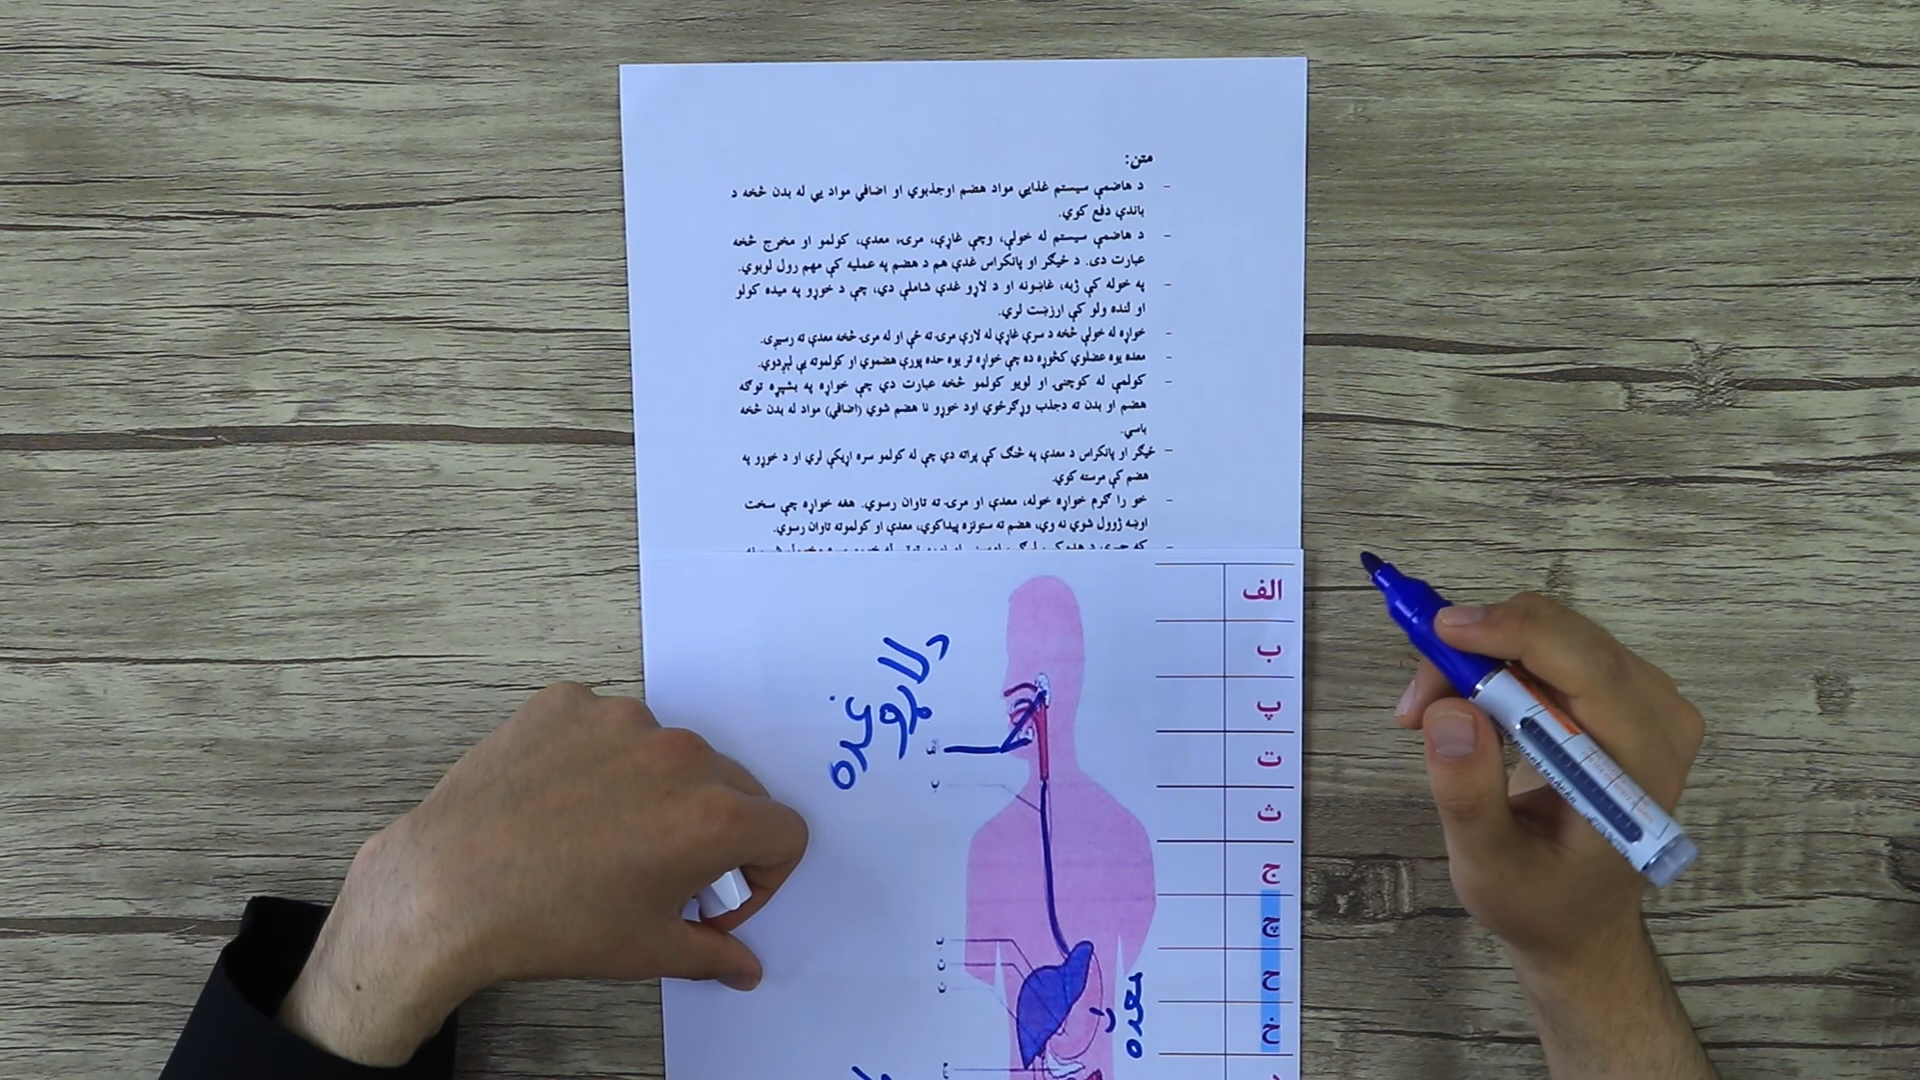 متن:
- د هاضمې سیستم غذایي مواد هضم اوجذبوي او اضافي مواد یې له بدن څخه د
باندې دفع کوي.
- د هاضمې سیستم له خولې، وچې غاړې، مرۍ، معدې، کولمو او مخرج څخه
عبارت دی. د ځیګر او پانکراس غدې هم د هضم په عملیه کې مهم رول لوبوي.
- په خوله کې ژبه، غاښونه او د لاړو غدې شاملې دي، چې د خوړو په میده کولو
او لنده ولو کې ارزښت لري.
- خواړه له خولې څخه د سرې غاړې له لارې مرۍ ته ځي او له مرۍ څخه معدې ته رسیږی.
- معده یوه عضلوي کڅوړه ده چې خواړه تر یوه حده پورې هضموي او کولموته یې لېږدوي.
- کولمې له کوچنۍ او لویو کولمو څخه عبارت دي چې خواړه په بشپړه توګه
هضم او بدن ته دجذب وړګرځوي اود خوړو نا هضم شوي (اضافي) مواد له بدن څخه
باسي.
- ځیګر او پانکراس د معدې په څنګ کې پراته دي چې له کولمو سره اړیکې لري او د خوړو په
هضم کې مرسته کوي.
- خو را ګرم خواړه خوله، معدې او مرۍ ته تاوان رسوي. هغه خواړه چې سخت
اوښه ژوول شوي نه وي، هضم ته ستونزه پیداکوي، معدې او کولموته تاوان رسوي.
الف
ب
پ
ت
ث
ج
چ
ح
خ
دلاړو غده
الف
ب
معده